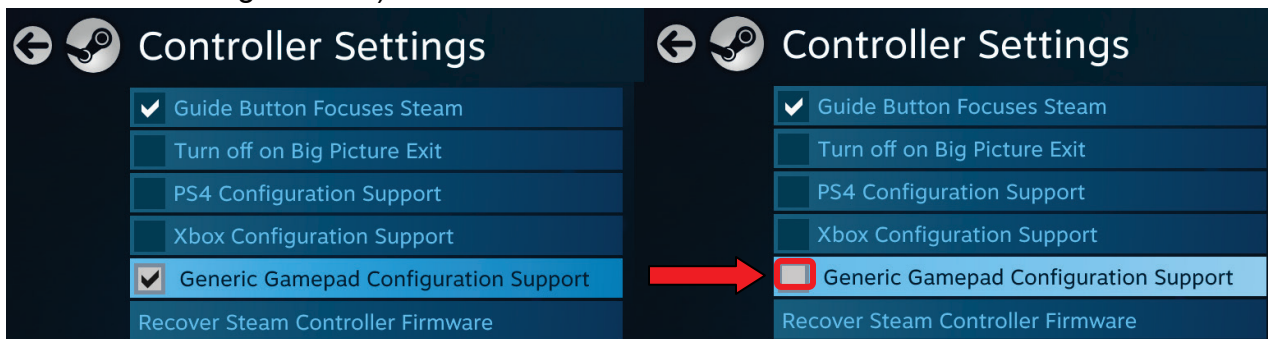 Controller Settings
Guide Button Focuses Steam
Turn off on Big Picture Exit
PS4 Configuration Support
Xbox Configuration Support
Generic Gamepad Configuration Support
Recover Steam Controller Firmware
Controller Settings
Guide Button Focuses Steam
Turn off on Big Picture Exit
PS4 Configuration Support
Xbox Configuration Support
Generic Gamepad Configuration Support
Recover Steam Controller Firmware